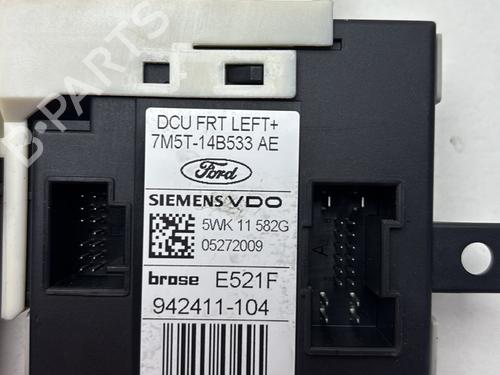 DCU FRT LEFT+
7M5T-14B533 AE
Ford
SIEMENS VDO
5WK 11 582G
05272009
brose E521F
942411-104
A
B-PARTS